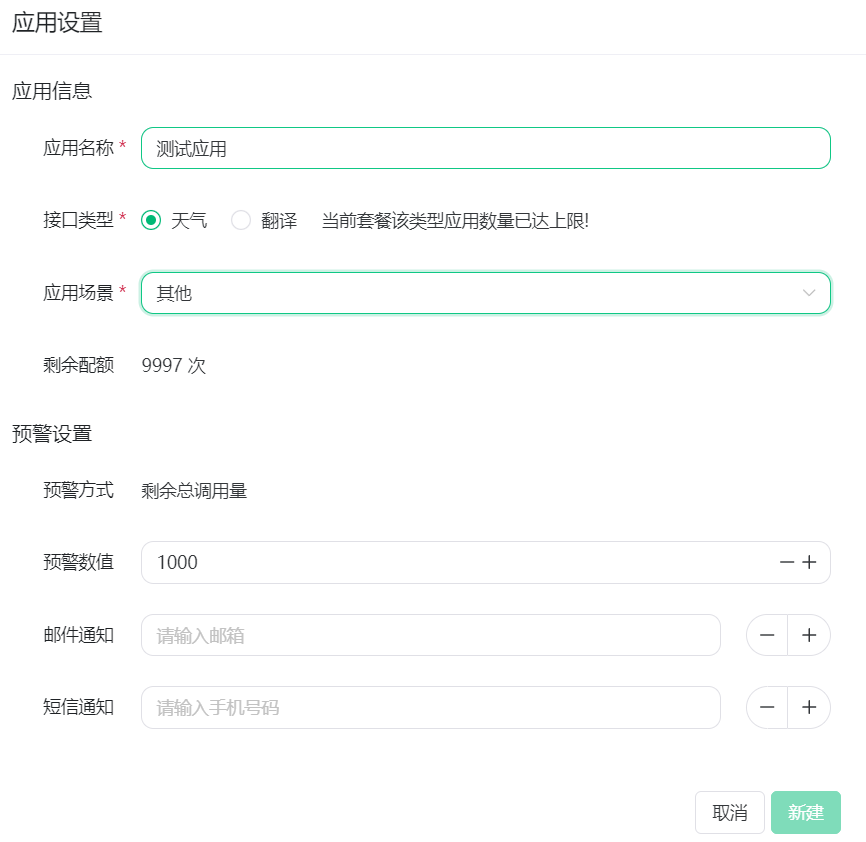 应用设置
应用信息
应用名称 * 测试应用
接口类型 * 天气 翻译 当前套餐该类型应用数量已达上限!
应用场景 * 其他
剩余配额 9997 次
预警设置
预警方式 剩余总调用量
预警数值 1000
邮件通知 请输入邮箱
短信通知 请输入手机号码
取消 新建